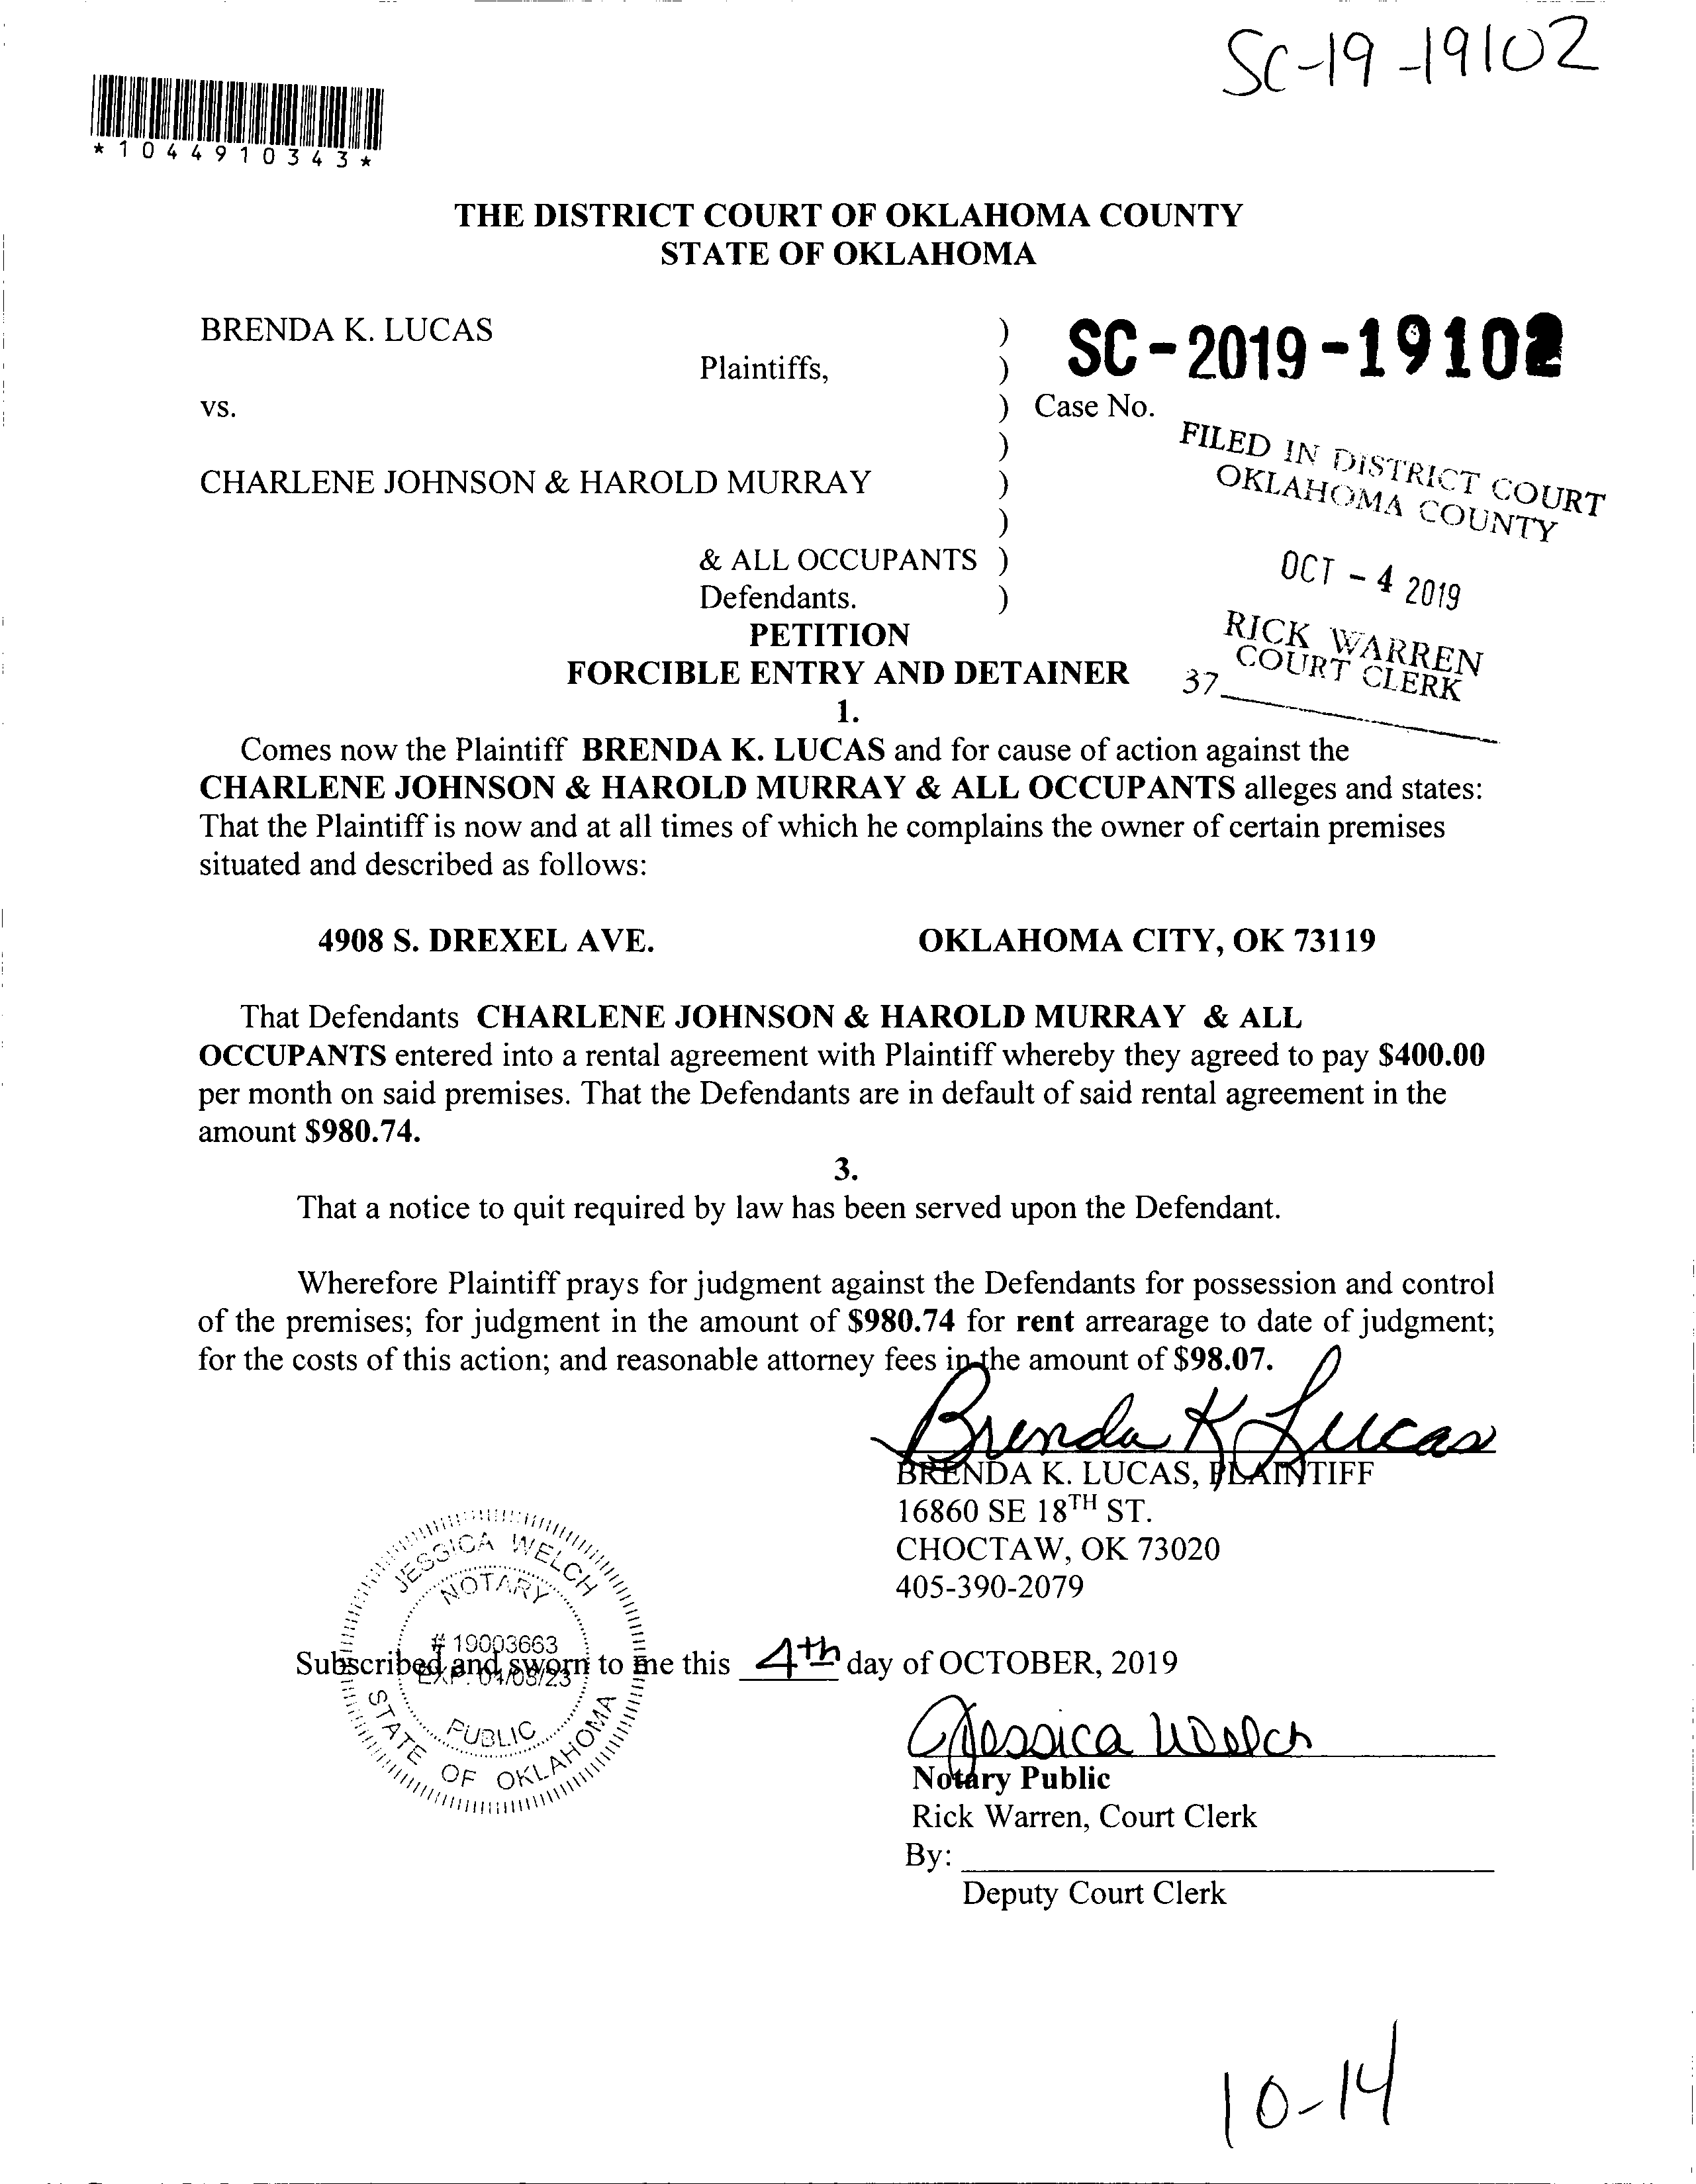 SC-19-19102
*1044910343*
THE DISTRICT COURT OF OKLAHOMA COUNTY
STATE OF OKLAHOMA
BRENDA K. LUCAS )
Plaintiffs, ) SC-2019-19102
vs. ) Case No.
)
CHARLENE JOHNSON & HAROLD MURRAY )
)
& ALL OCCUPANTS )
Defendants. )
FILED IN DISTRICT COURT
OKLAHOMA COUNTY
OCT - 4 2019
RICK WARREN
COURT CLERK
37
PETITION
FORCIBLE ENTRY AND DETAINER
1.
Comes now the Plaintiff BRENDA K. LUCAS and for cause of action against the
CHARLENE JOHNSON & HAROLD MURRAY & ALL OCCUPANTS alleges and states:
That the Plaintiff is now and at all times of which he complains the owner of certain premises
situated and described as follows:
4908 S. DREXEL AVE. OKLAHOMA CITY, OK 73119
That Defendants CHARLENE JOHNSON & HAROLD MURRAY & ALL
OCCUPANTS entered into a rental agreement with Plaintiff whereby they agreed to pay $400.00
per month on said premises. That the Defendants are in default of said rental agreement in the
amount $980.74.
3.
That a notice to quit required by law has been served upon the Defendant.
Wherefore Plaintiff prays for judgment against the Defendants for possession and control
of the premises; for judgment in the amount of $980.74 for rent arrearage to date of judgment;
for the costs of this action; and reasonable attorney fees in the amount of $98.07.
Brenda K Lucas
BRENDA K. LUCAS, PLAINTIFF
16860 SE 18TH ST.
CHOCTAW, OK 73020
405-390-2079
JESSICA WELCH
NOTARY
# 19003663
EXP. 04/08/23
PUBLIC
STATE OF OKLAHOMA
Subscribed and sworn to me this 4th day of OCTOBER, 2019
Jessica Welch
Notary Public
Rick Warren, Court Clerk
By:
Deputy Court Clerk
10-14